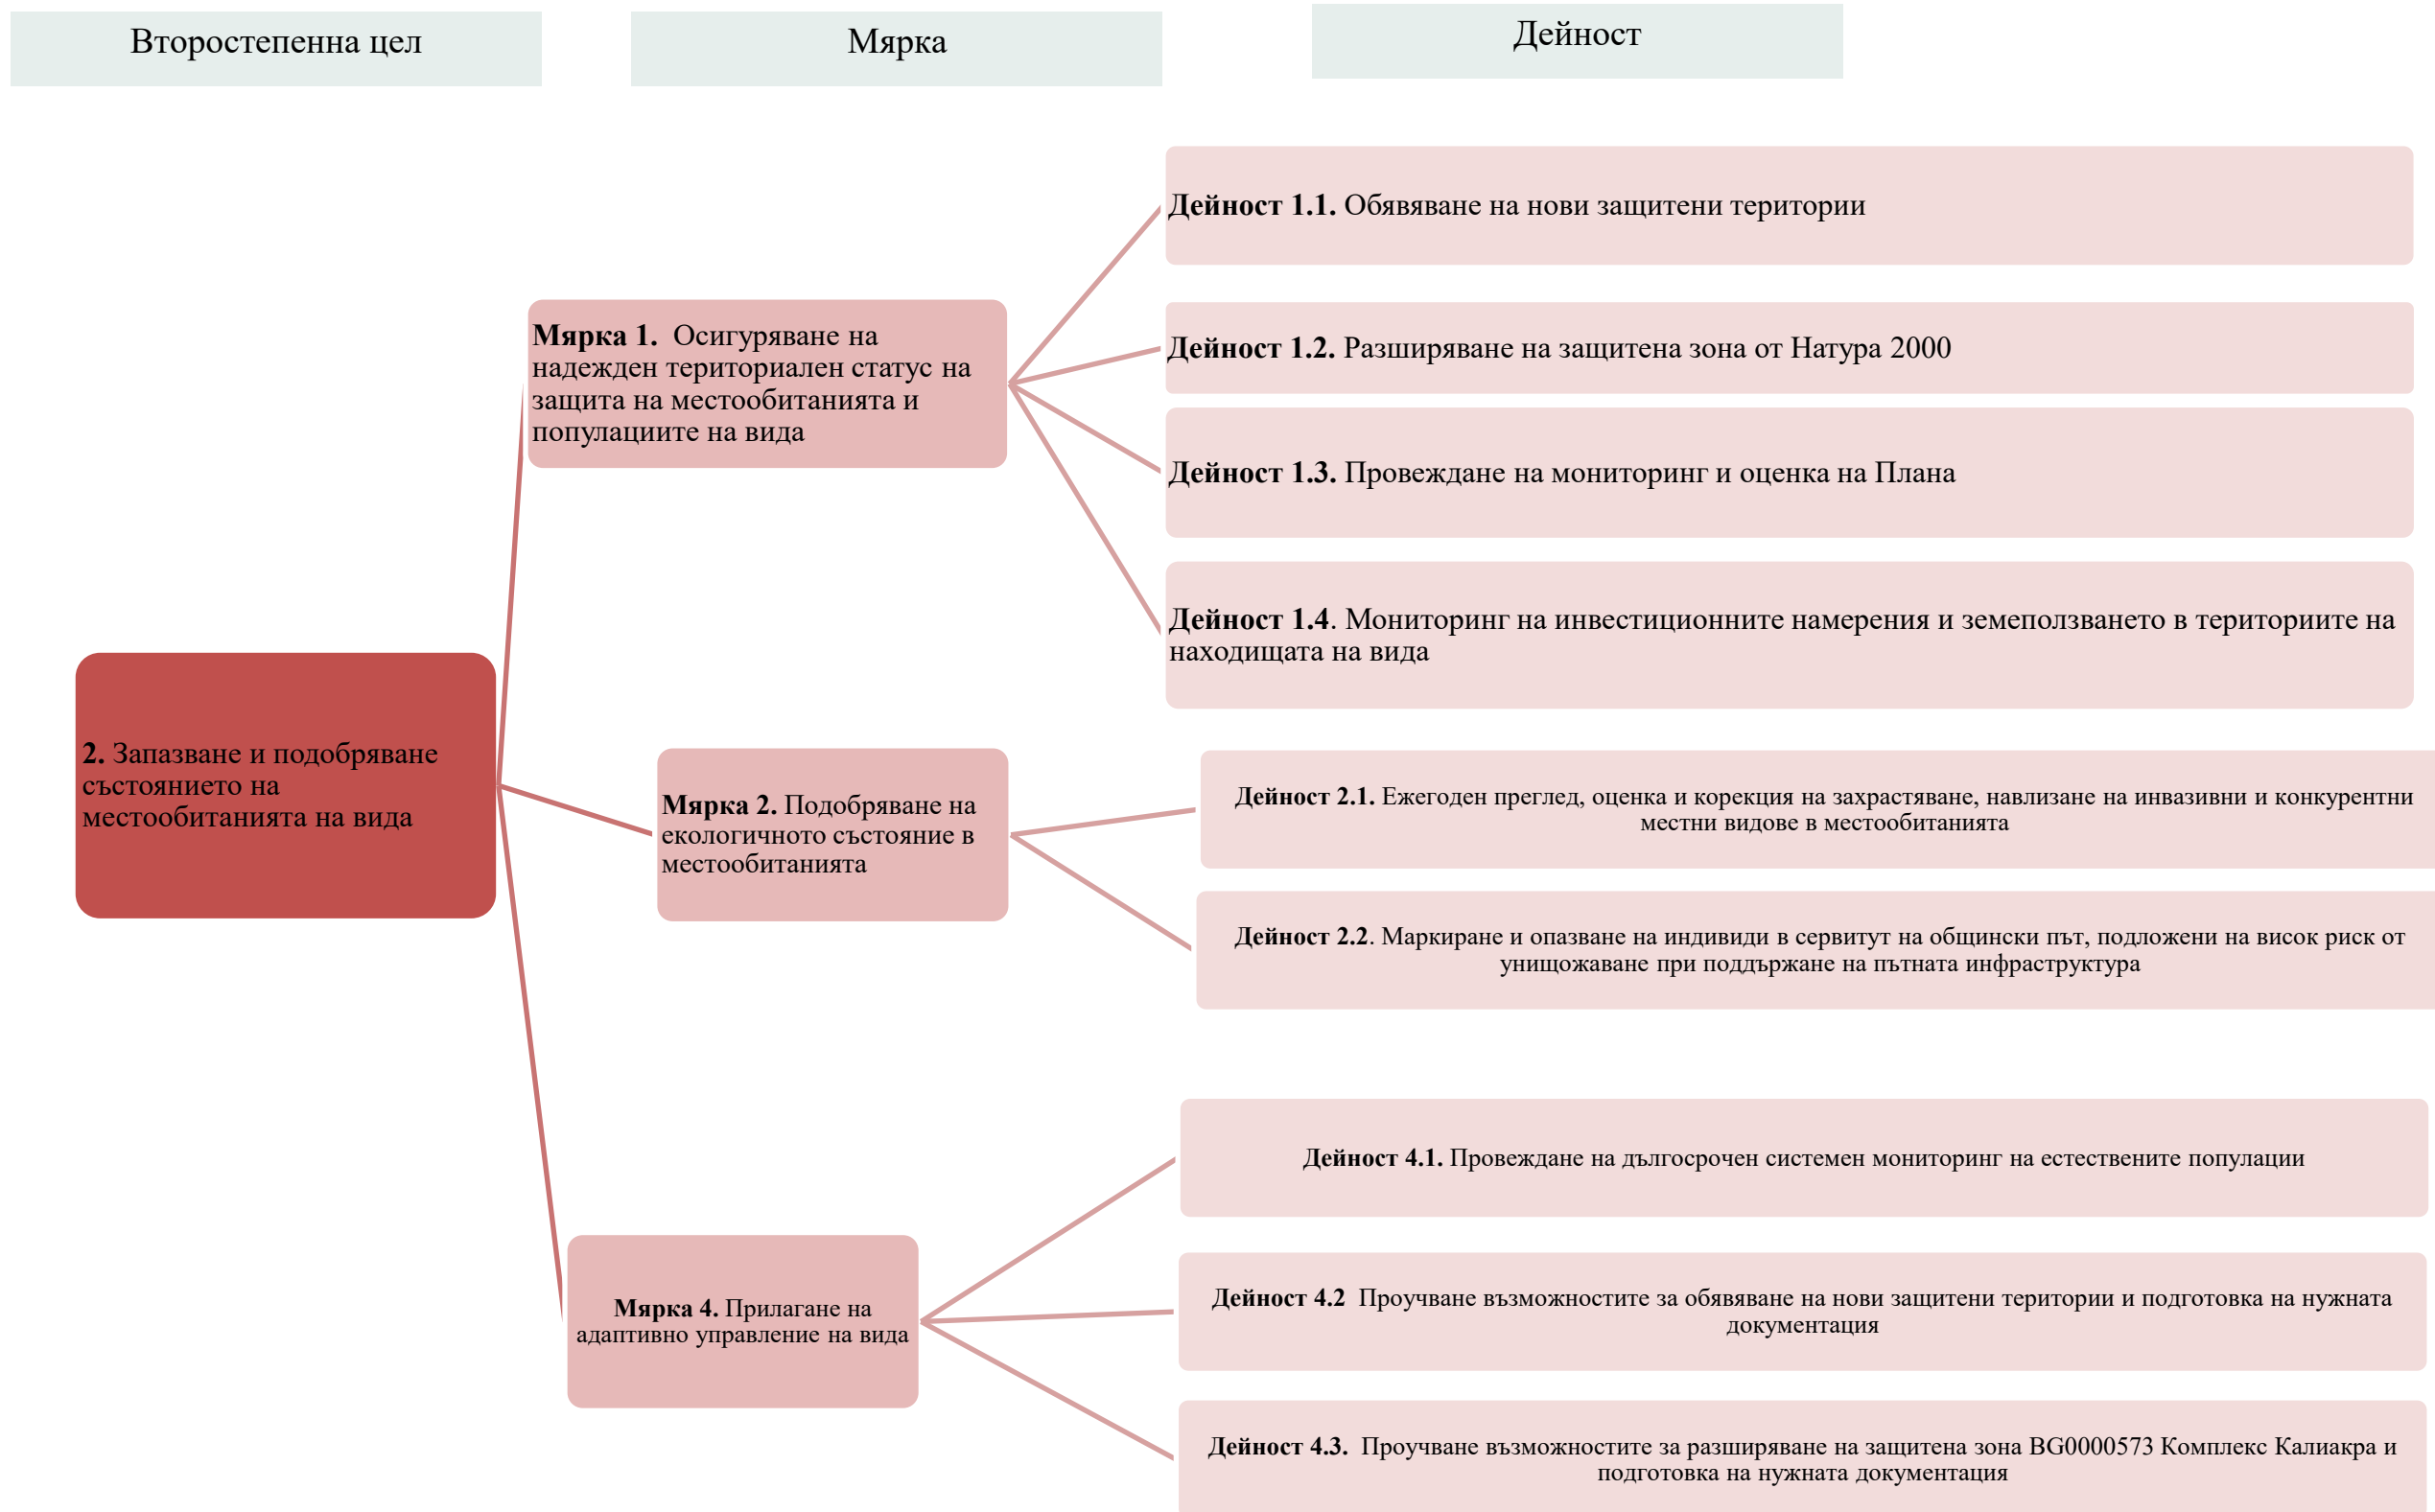 Второстепенна цел
Мярка
Дейност
2. Запазване и подобряване
състоянието на
местообитанията на вида
Мярка 1.  Осигуряване на
надежден териториален статус на
защита на местообитанията и
популациите на вида
Дейност 1.1. Обявяване на нови защитени територии
Дейност 1.2. Разширяване на защитена зона от Натура 2000
Дейност 1.3. Провеждане на мониторинг и оценка на Плана
Дейност 1.4. Мониторинг на инвестиционните намерения и земеползването в териториите на
находищата на вида
Мярка 2. Подобряване на
екологичното състояние в
местообитанията
Дейност 2.1. Ежегоден преглед, оценка и корекция на захрастяване, навлизане на инвазивни и конкурентни
местни видове в местообитанията
Дейност 2.2. Маркиране и опазване на индивиди в сервитут на общински път, подложени на висок риск от
унищожаване при поддържане на пътната инфраструктура
Мярка 4. Прилагане на
адаптивно управление на вида
Дейност 4.1. Провеждане на дългосрочен системен мониторинг на естествените популации
Дейност 4.2  Проучване възможностите за обявяване на нови защитени територии и подготовка на нужната
документация
Дейност 4.3.  Проучване възможностите за разширяване на защитена зона BG0000573 Комплекс Калиакра и
подготовка на нужната документация